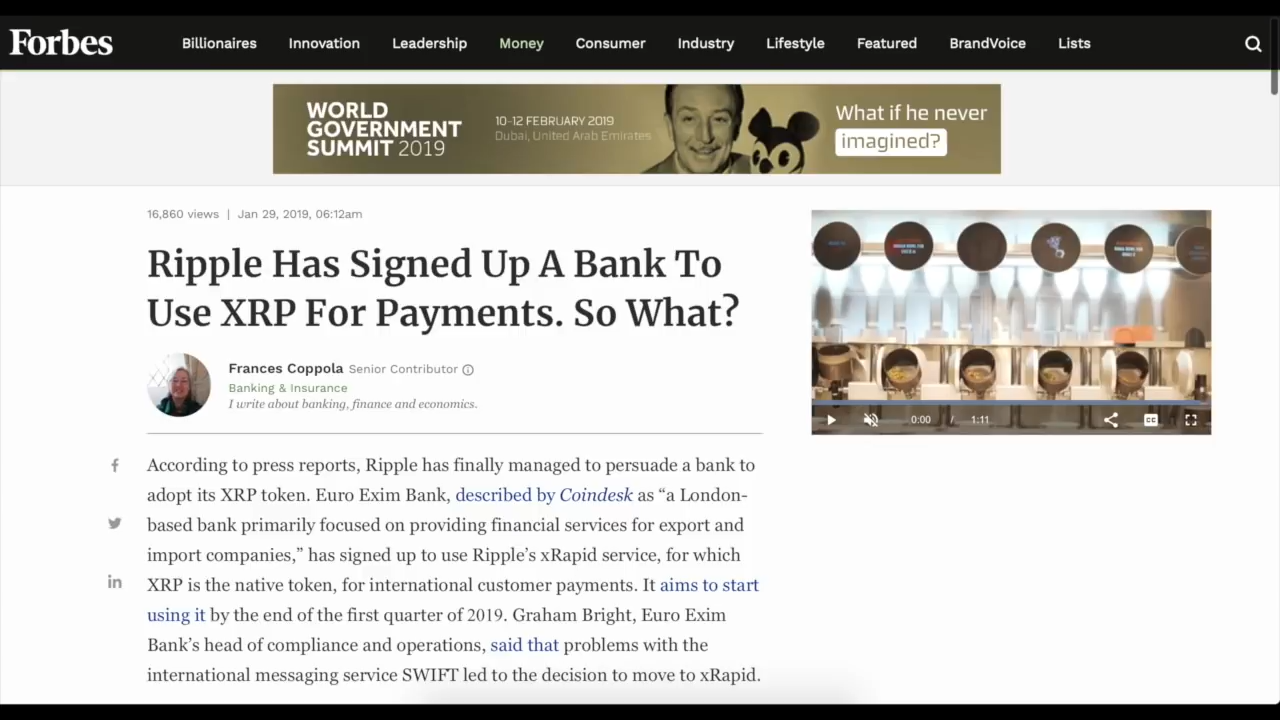 Forbes
Billionaires
Innovation
Leadership
Money
Consumer
Industry
Lifestyle
Featured
BrandVoice
Lists
WORLD
GOVERNMENT
SUMMIT 2019
10-12 FEBRUARY 2019
Dubai, United Arab Emirates
What if he never
imagined?
16,860 views | Jan 29, 2019, 06:12am
Ripple Has Signed Up A Bank To
Use XRP For Payments. So What?
Frances Coppola Senior Contributor
Banking & Insurance
I write about banking, finance and economics.
According to press reports, Ripple has finally managed to persuade a bank to
adopt its XRP token. Euro Exim Bank, described by Coindesk as “a London-
based bank primarily focused on providing financial services for export and
import companies,” has signed up to use Ripple’s xRapid service, for which
XRP is the native token, for international customer payments. It aims to start
using it by the end of the first quarter of 2019. Graham Bright, Euro Exim
Bank’s head of compliance and operations, said that problems with the
international messaging service SWIFT led to the decision to move to xRapid.
0:00 / 1:11
CC